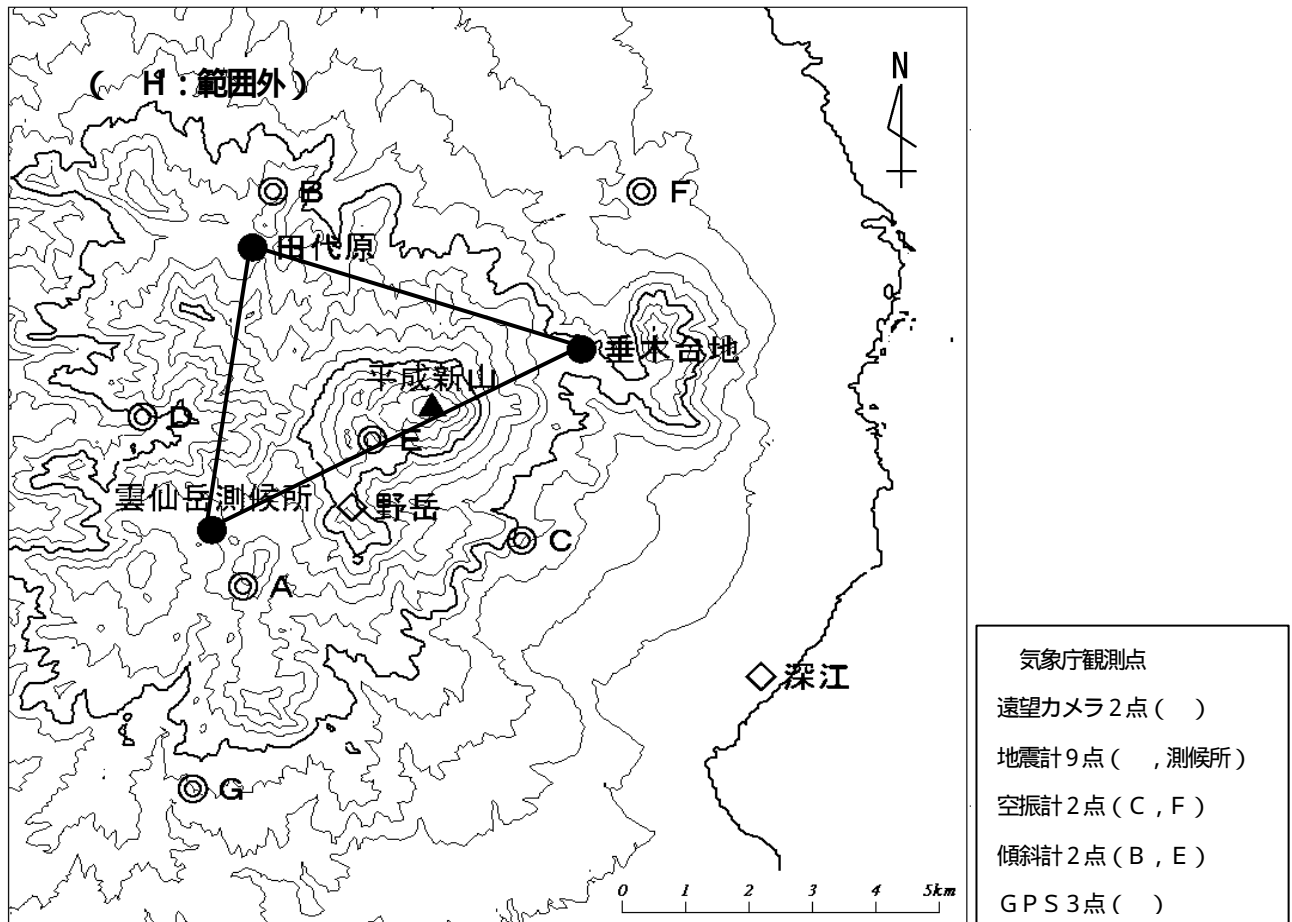 ( H:範囲外)
N
B
F
田代原
垂木台地
平成新山
D
E
雲仙岳測候所
野岳
C
A
深江
G
0 1 2 3 4 5km
気象庁観測点
遠望カメラ2点( )
地震計9点( ,測候所)
空振計2点(C,F)
傾斜計2点(B,E)
GPS3点( )